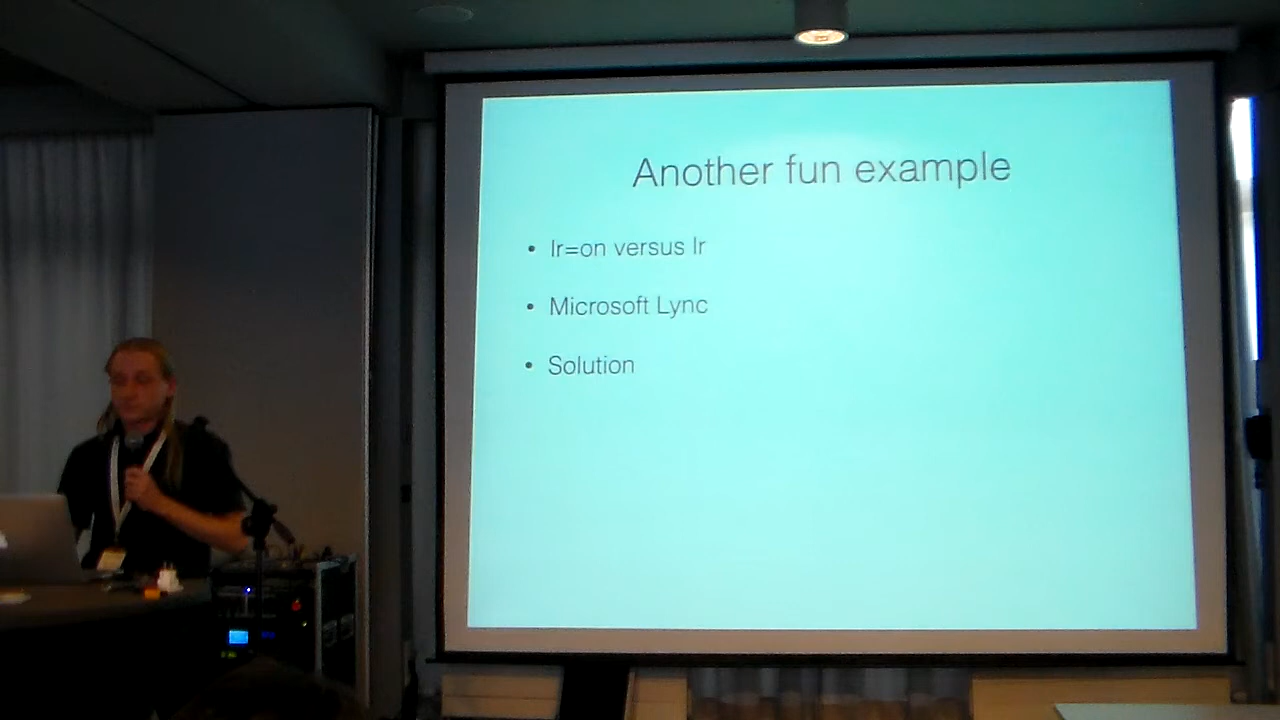 Another fun example
• lr=on versus lr
• Microsoft Lync
• Solution